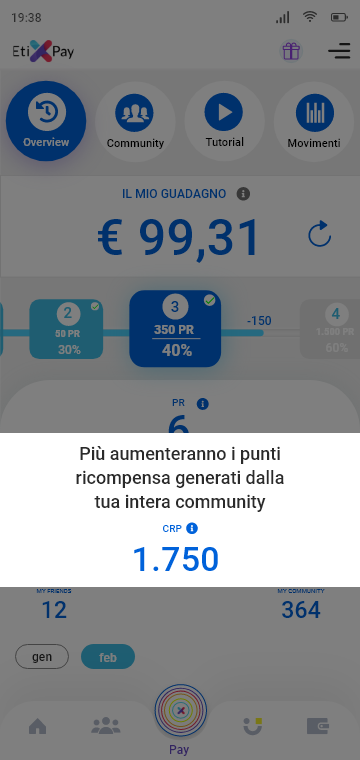 19:38
Eti Pay
Overview
Community
Tutorial
Movimenti
IL MIO GUADAGNO
€ 99,31
2
50 PR
30%
3
350 PR
40%
-150
4
1.500 PR
60%
PR
6
Più aumenteranno i punti
ricompensa generati dalla
tua intera community
CRP
1.750
MY FRIENDS
MY COMMUNITY
12
364
gen
feb
Pay